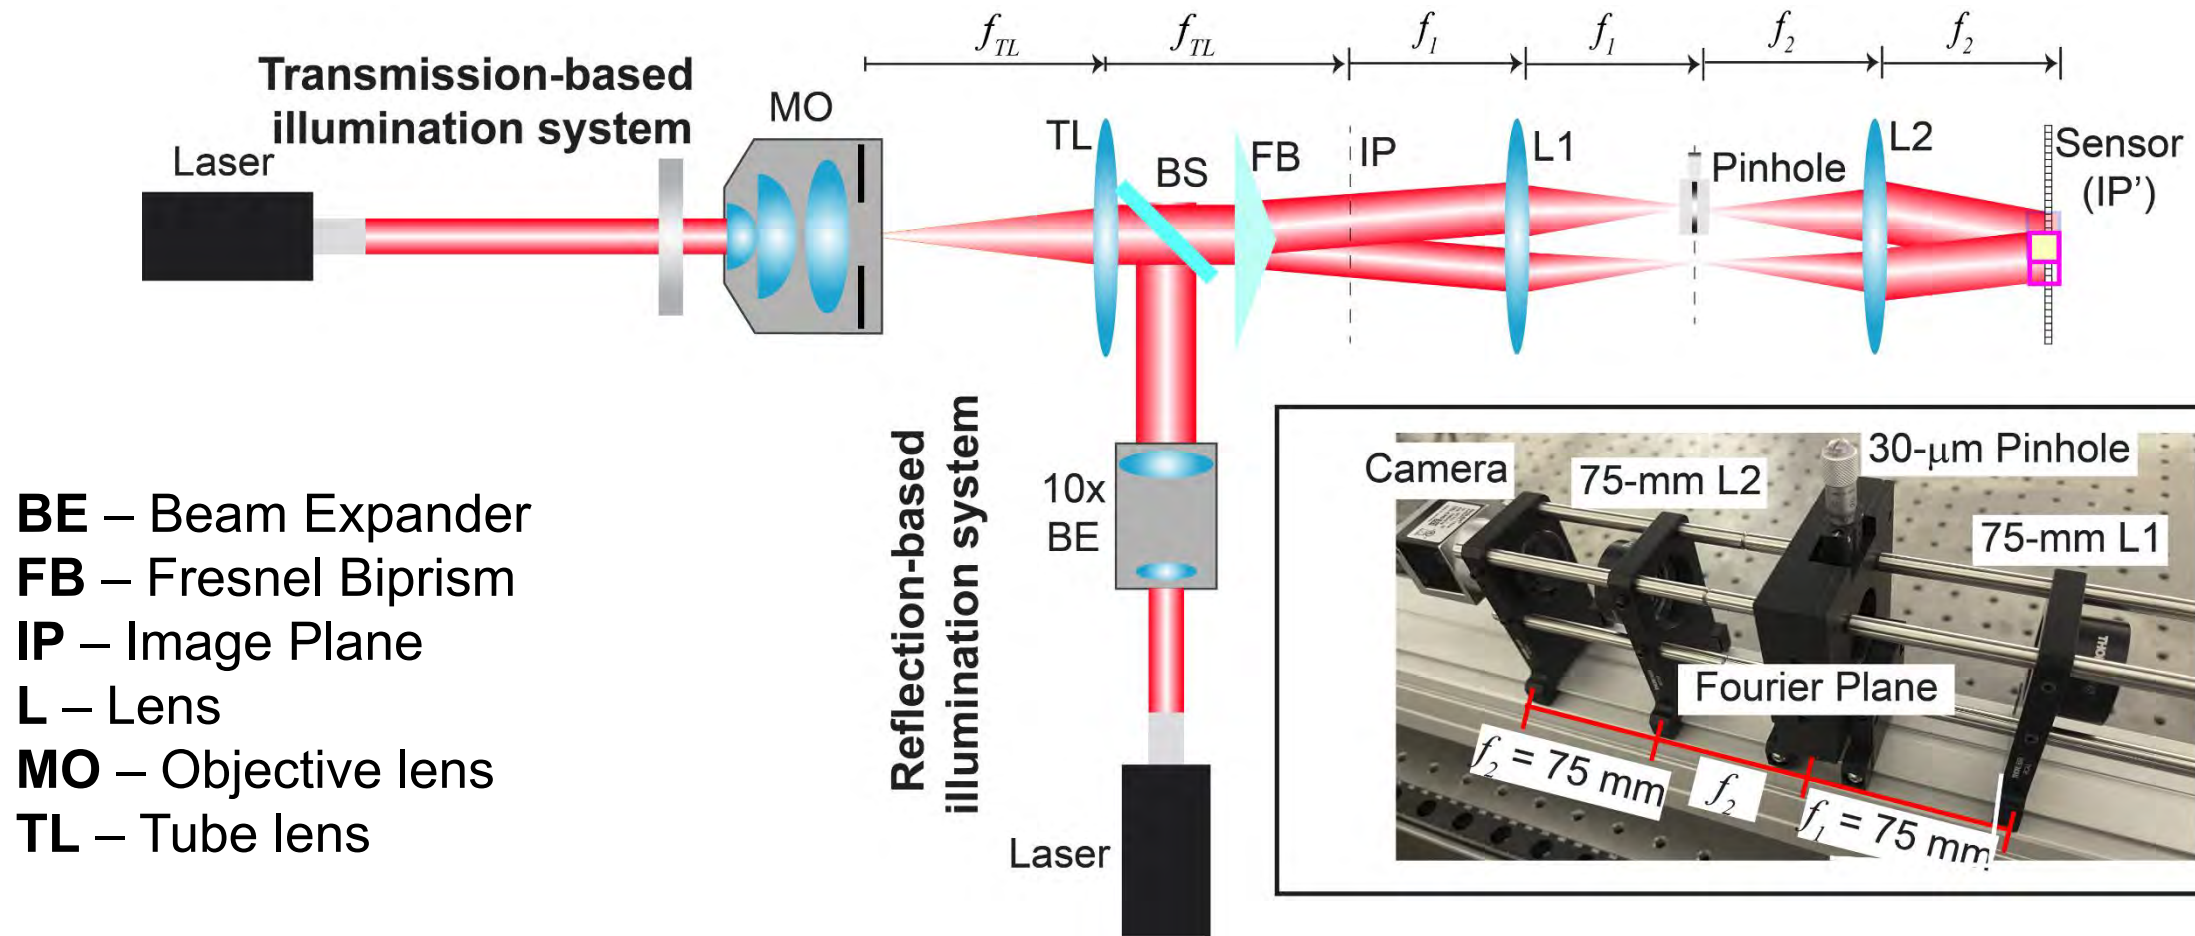 f_TL
f_TL
f_1
f_1
f_2
f_2
Transmission-based
illumination system
Laser
MO
TL
BS
FB
IP
L1
Pinhole
L2
Sensor
(IP')
Reflection-based
illumination system
10x
BE
Laser
BE – Beam Expander
FB – Fresnel Biprism
IP – Image Plane
L – Lens
MO – Objective lens
TL – Tube lens
Camera
75-mm L2
30-μm Pinhole
75-mm L1
THO
Fourier Plane
f_2 = 75 mm
f_2
f_1 = 75 mm